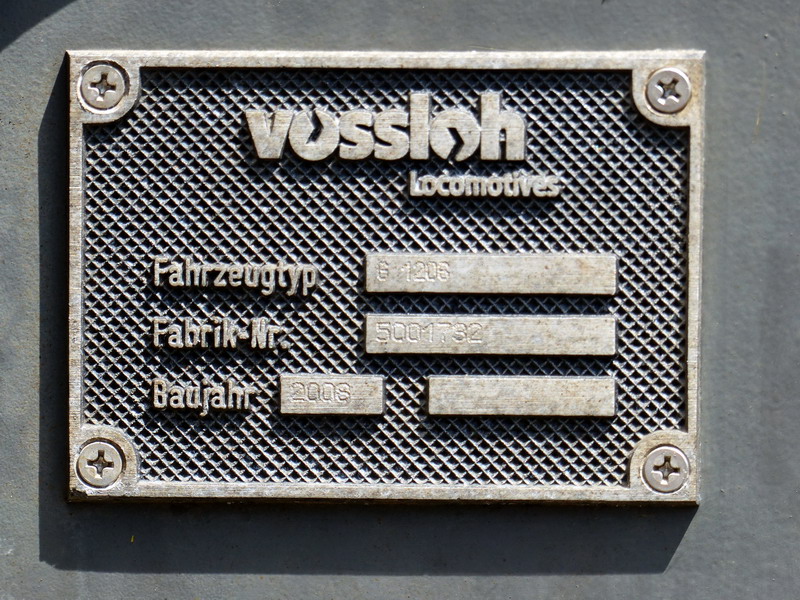 vossloh
Locomotives
Fahrzeugtyp G 1206
Fabrik-Nr. 5001732
Baujahr 2008